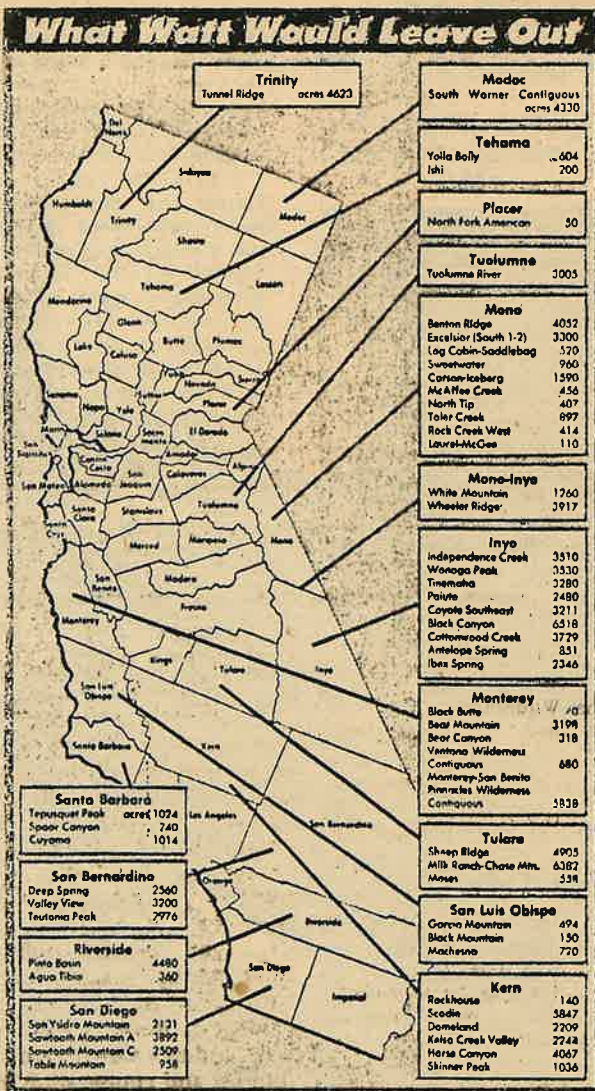 What Watt Would Leave Out
Trinity
Tunnel Ridge acres 4623
Modoc
South Warner Contiguous
acres 4330
Tehama
Yolla Bolly 604
Ishi 200
Placer
North Fork American 50
Tuolumne
Tuolumne River 3005
Mono
Benton Ridge 4052
Excelsior (South 1-2) 3300
Log Cabin-Saddlebag 520
Sweetwater 960
Carson-Iceberg 1590
McAffee Creek 456
North Tip 407
Toler Creek 897
Rock Creek West 414
Laurel-McGee 110
Mono-Inyo
White Mountain 1260
Wheeler Ridge 3917
Inyo
Independence Creek 3510
Wonoga Peak 3530
Tinemaha 3280
Paiute 2480
Coyote Southeast 3211
Black Canyon 6518
Cottonwood Creek 3729
Antelope Spring 851
Ibex Spring 2346
Monterey
Black Butte
Bear Mountain 3198
Bear Canyon 318
Ventana Wilderness
Contiguous 680
Monterey-San Benito
Pinnacles Wilderness
Contiguous 5838
Tulare
Sheep Ridge 4905
Milk Ranch-Chase Mtn. 6382
Moses 558
San Luis Obispo
Garcia Mountain 494
Black Mountain 150
Machesna 770
Kern
Rockhouse 140
Scodie 5847
Domeland 2209
Kelso Creek Valley 2248
Horse Canyon 4067
Skinner Peak 1036
Santa Barbara
Tepusquet Peak acres 1024
Spoor Canyon 740
Cuyama 1014
San Bernardino
Deep Spring 2560
Valley View 3200
Teutonia Peak 2976
Riverside
Pinto Basin 4480
Agua Tibia 360
San Diego
San Ysidro Mountain 2131
Sawtooth Mountain A 3892
Sawtooth Mountain C 2509
Table Mountain 958
Del Norte
Siskiyou
Modoc
Humboldt
Trinity
Shasta
Lassen
Tehama
Mendocino
Glenn
Butte
Plumas
Lake
Colusa
Yuba
Sierra
Nevada
Sutter
Placer
Sonoma
Napa
Yolo
Sacramento
El Dorado
Marin
Solano
Amador
Alpine
San Francisco
Contra Costa
San Joaquin
Calaveras
San Mateo
Alameda
Tuolumne
Santa Clara
Stanislaus
Mono
Santa Cruz
Merced
Mariposa
San Benito
Madera
Fresno
Monterey
Kings
Tulare
Inyo
San Luis Obispo
Kern
Santa Barbara
Los Angeles
San Bernardino
Orange
Riverside
San Diego
Imperial